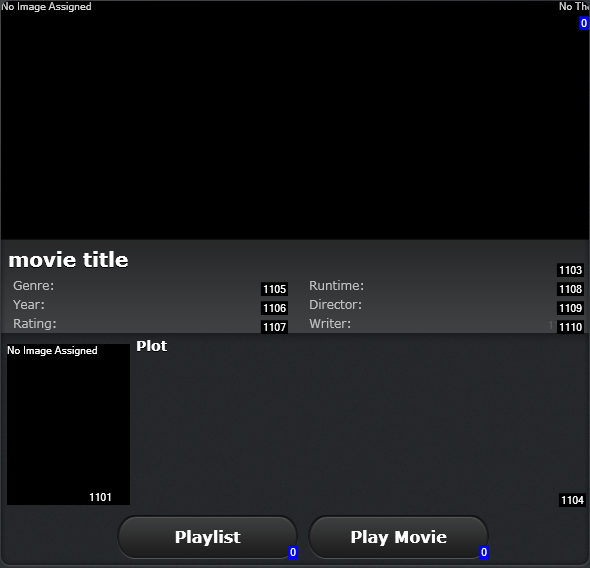 No Image Assigned No Th
0
movie title
1103
Genre: 1105 Runtime: 1108
Year: 1106 Director: 1109
Rating: 1107 Writer: 1110
No Image Assigned Plot
1101
1104
Playlist 0 Play Movie 0